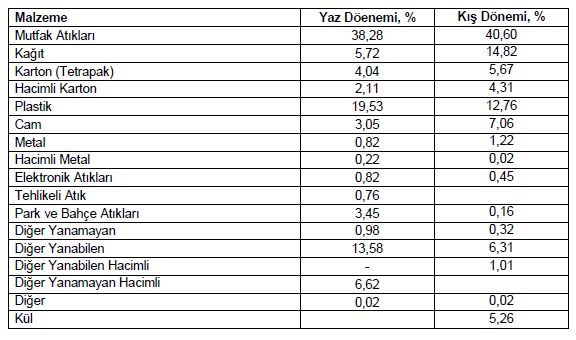 Malzeme Yaz Döenemi, % Kış Dönemi, %
Mutfak Atıkları 38,28 40,60
Kağıt 5,72 14,82
Karton (Tetrapak) 4,04 5,67
Hacimli Karton 2,11 4,31
Plastik 19,53 12,76
Cam 3,05 7,06
Metal 0,82 1,22
Hacimli Metal 0,22 0,02
Elektronik Atıkları 0,82 0,45
Tehlikeli Atık 0,76
Park ve Bahçe Atıkları 3,45 0,16
Diğer Yanamayan 0,98 0,32
Diğer Yanabilen 13,58 6,31
Diğer Yanabilen Hacimli - 1,01
Diğer Yanamayan Hacimli 6,62
Diğer 0,02 0,02
Kül 5,26